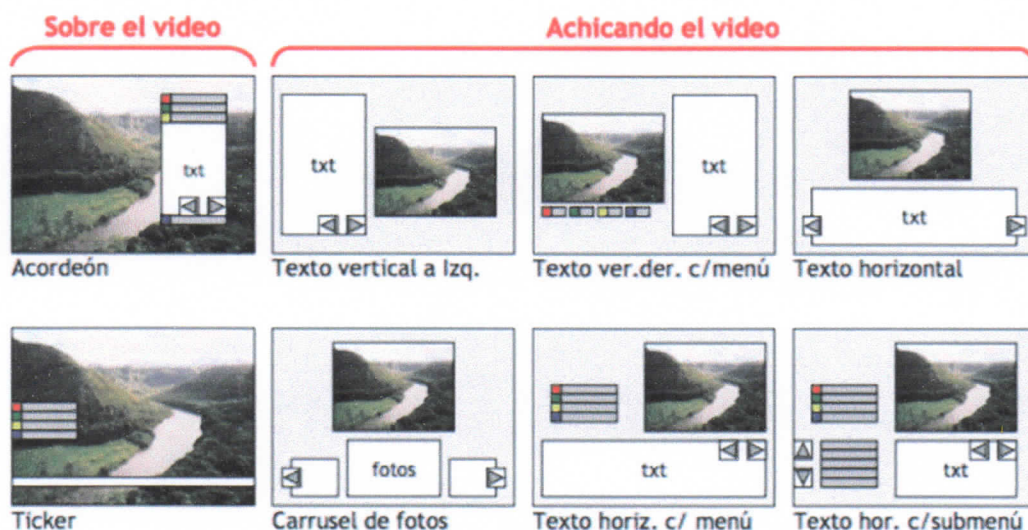 Sobre el video
Achicando el video
txt
txt
txt
txt
Acordeón
Texto vertical a Izq.
Texto ver.der. c/menú
Texto horizontal
fotos
txt
txt
Ticker
Carrusel de fotos
Texto horiz. c/ menú
Texto hor. c/submenú